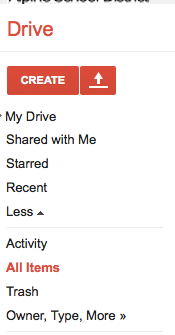 Drive
CREATE
My Drive
Shared with Me
Starred
Recent
Less
Activity
All Items
Trash
Owner, Type, More »